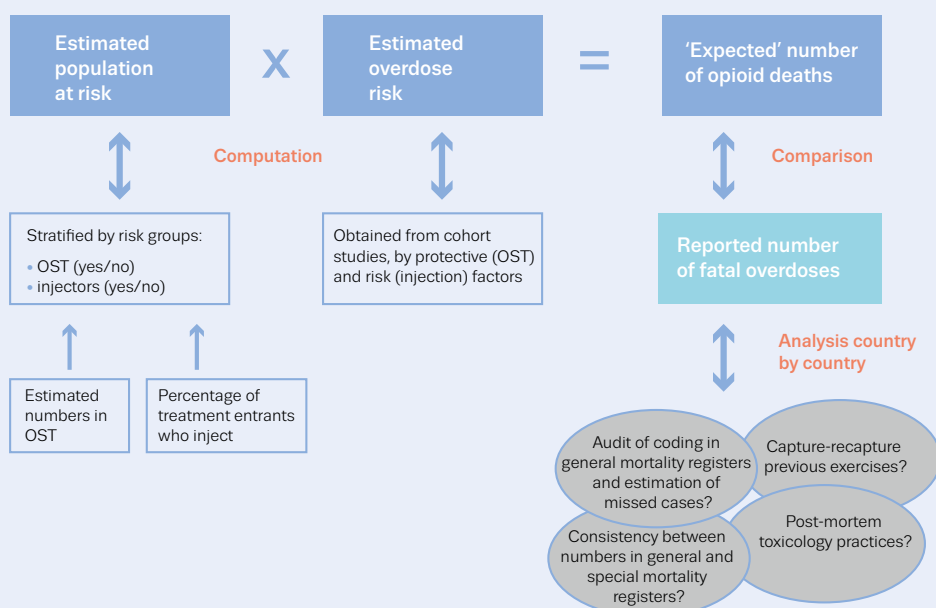 Estimated
population
at risk
X
Estimated
overdose
risk
=
‘Expected’ number
of opioid deaths
Computation
Comparison
Stratified by risk groups:
• OST (yes/no)
• injectors (yes/no)
Obtained from cohort
studies, by protective (OST)
and risk (injection) factors
Reported number
of fatal overdoses
Analysis country
by country
Estimated
numbers in
OST
Percentage of
treatment entrants
who inject
Audit of coding in
general mortality registers
and estimation of
missed cases?
Capture-recapture
previous exercises?
Consistency between
numbers in general and
special mortality
registers?
Post-mortem
toxicology practices?